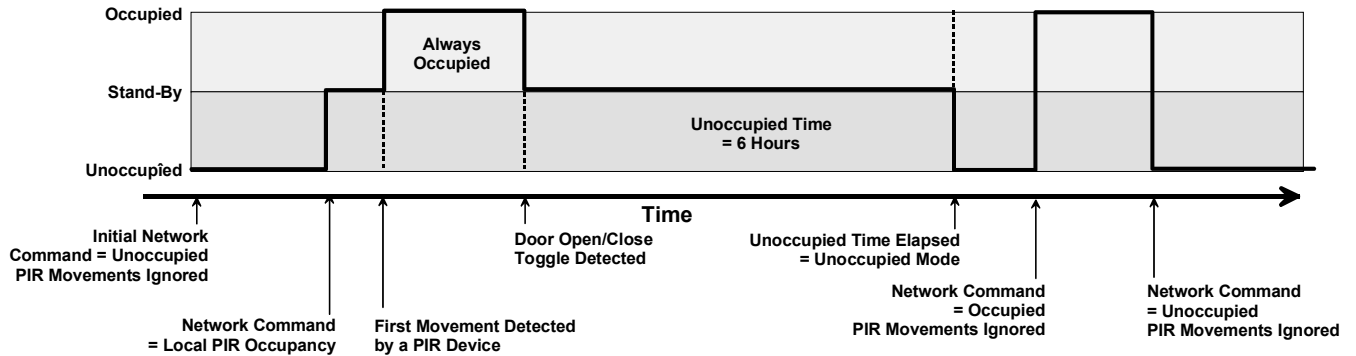 Occupied
Always
Occupied
Stand-By
Unoccupied Time
= 6 Hours
Unoccupîed
Time
Initial Network
Command = Unoccupied
PIR Movements Ignored
Door Open/Close
Toggle Detected
Unoccupied Time Elapsed
= Unoccupied Mode
Network Command
= Local PIR Occupancy
First Movement Detected
by a PIR Device
Network Command
= Occupied
PIR Movements Ignored
Network Command
= Unoccupied
PIR Movements Ignored